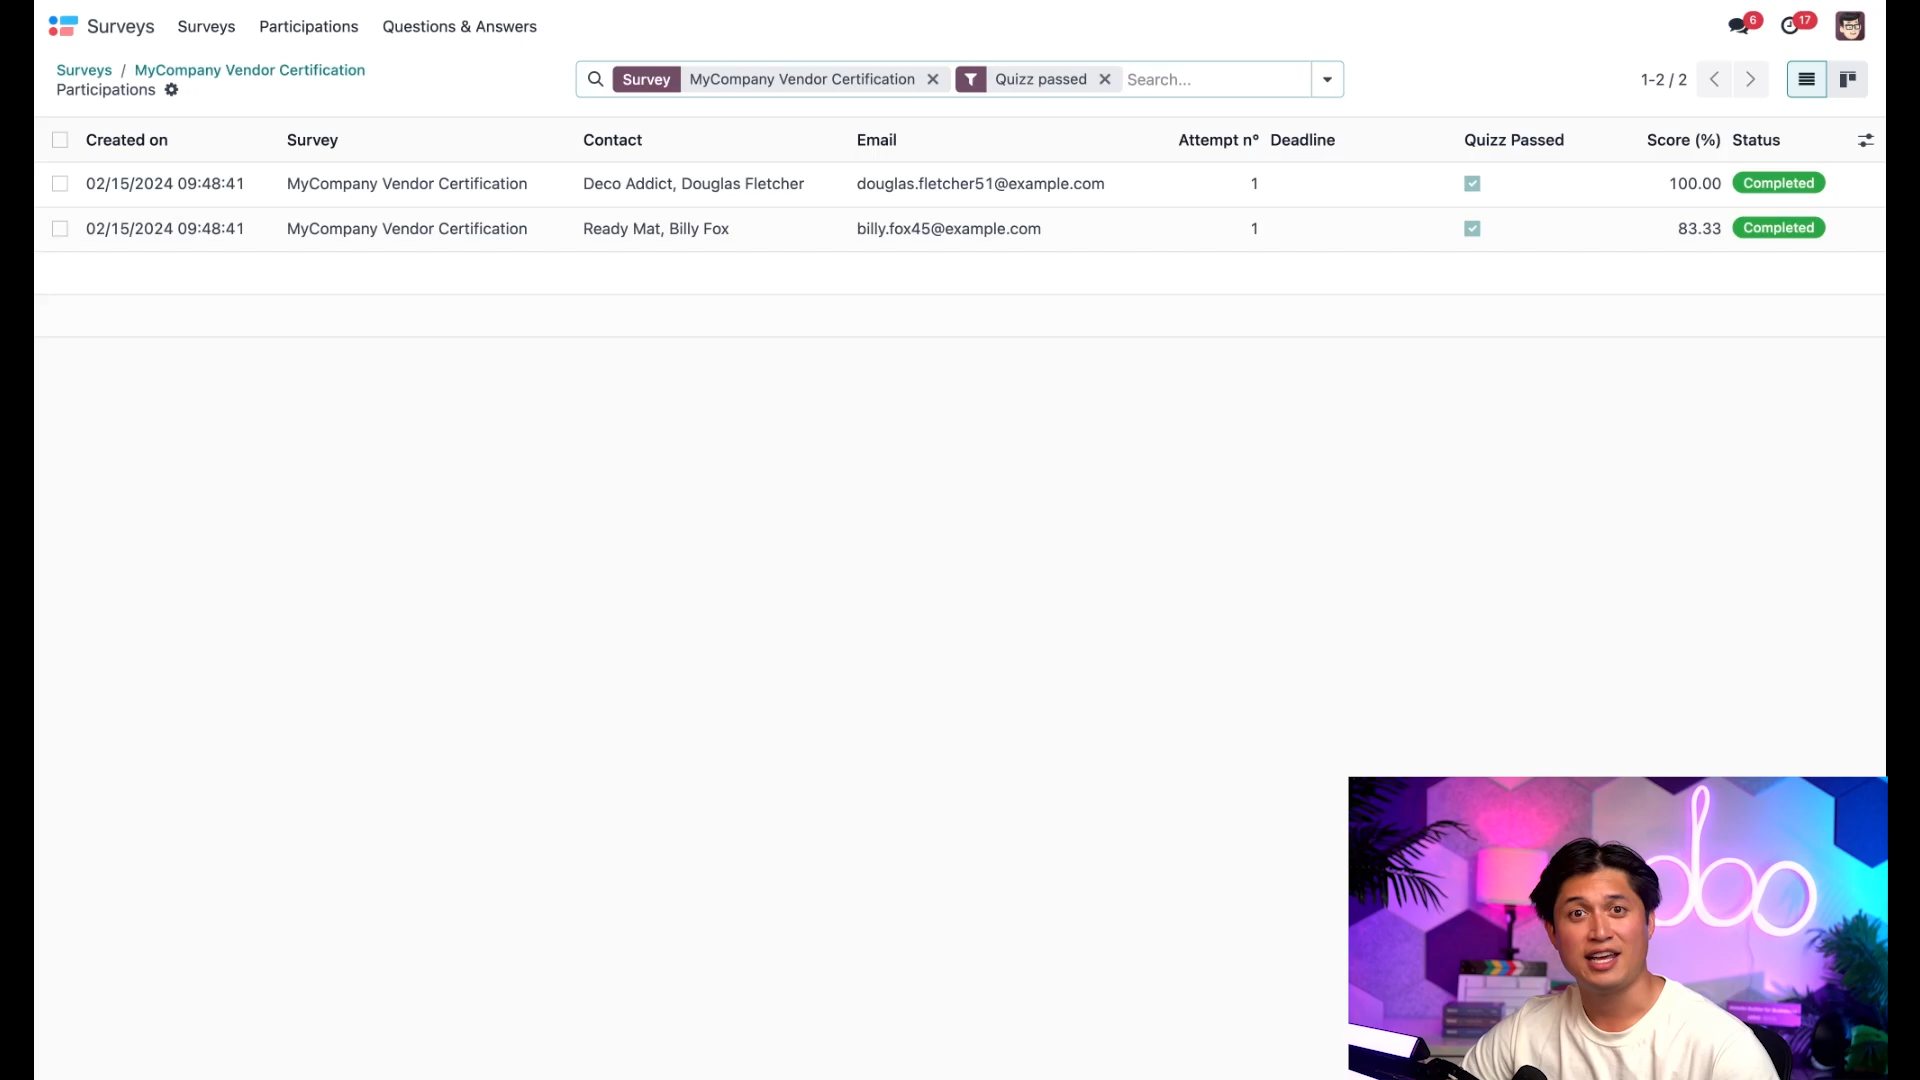 Surveys Surveys Participations Questions & Answers 6 17
Surveys / MyCompany Vendor Certification
Participations
Survey MyCompany Vendor Certification Quizz passed Search... 1-2 / 2
Created on Survey Contact Email Attempt n° Deadline Quizz Passed Score (%) Status
02/15/2024 09:48:41 MyCompany Vendor Certification Deco Addict, Douglas Fletcher douglas.fletcher51@example.com 1 100.00 Completed
02/15/2024 09:48:41 MyCompany Vendor Certification Ready Mat, Billy Fox billy.fox45@example.com 1 83.33 Completed